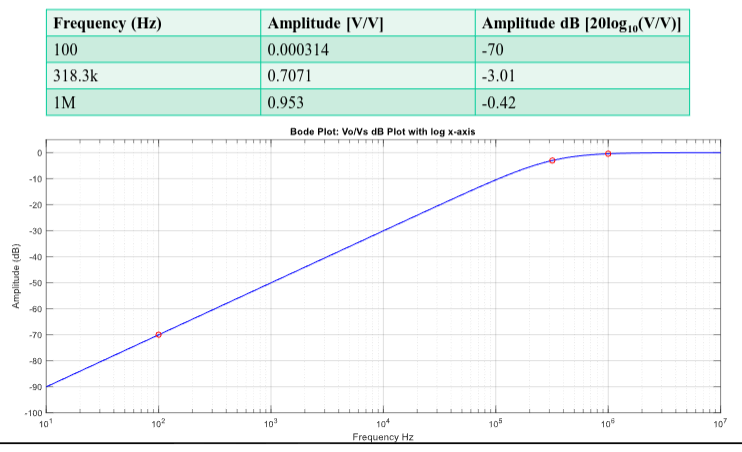 Frequency (Hz) Amplitude [V/V] Amplitude dB [20log₁₀(V/V)]
100 0.000314 -70
318.3k 0.7071 -3.01
1M 0.953 -0.42
Bode Plot: Vo/Vs dB Plot with log x-axis
Amplitude (dB)
0
-10
-20
-30
-40
-50
-60
-70
-80
-90
-100
10¹ 10² 10³ 10⁴ 10⁵ 10⁶ 10⁷
Frequency Hz